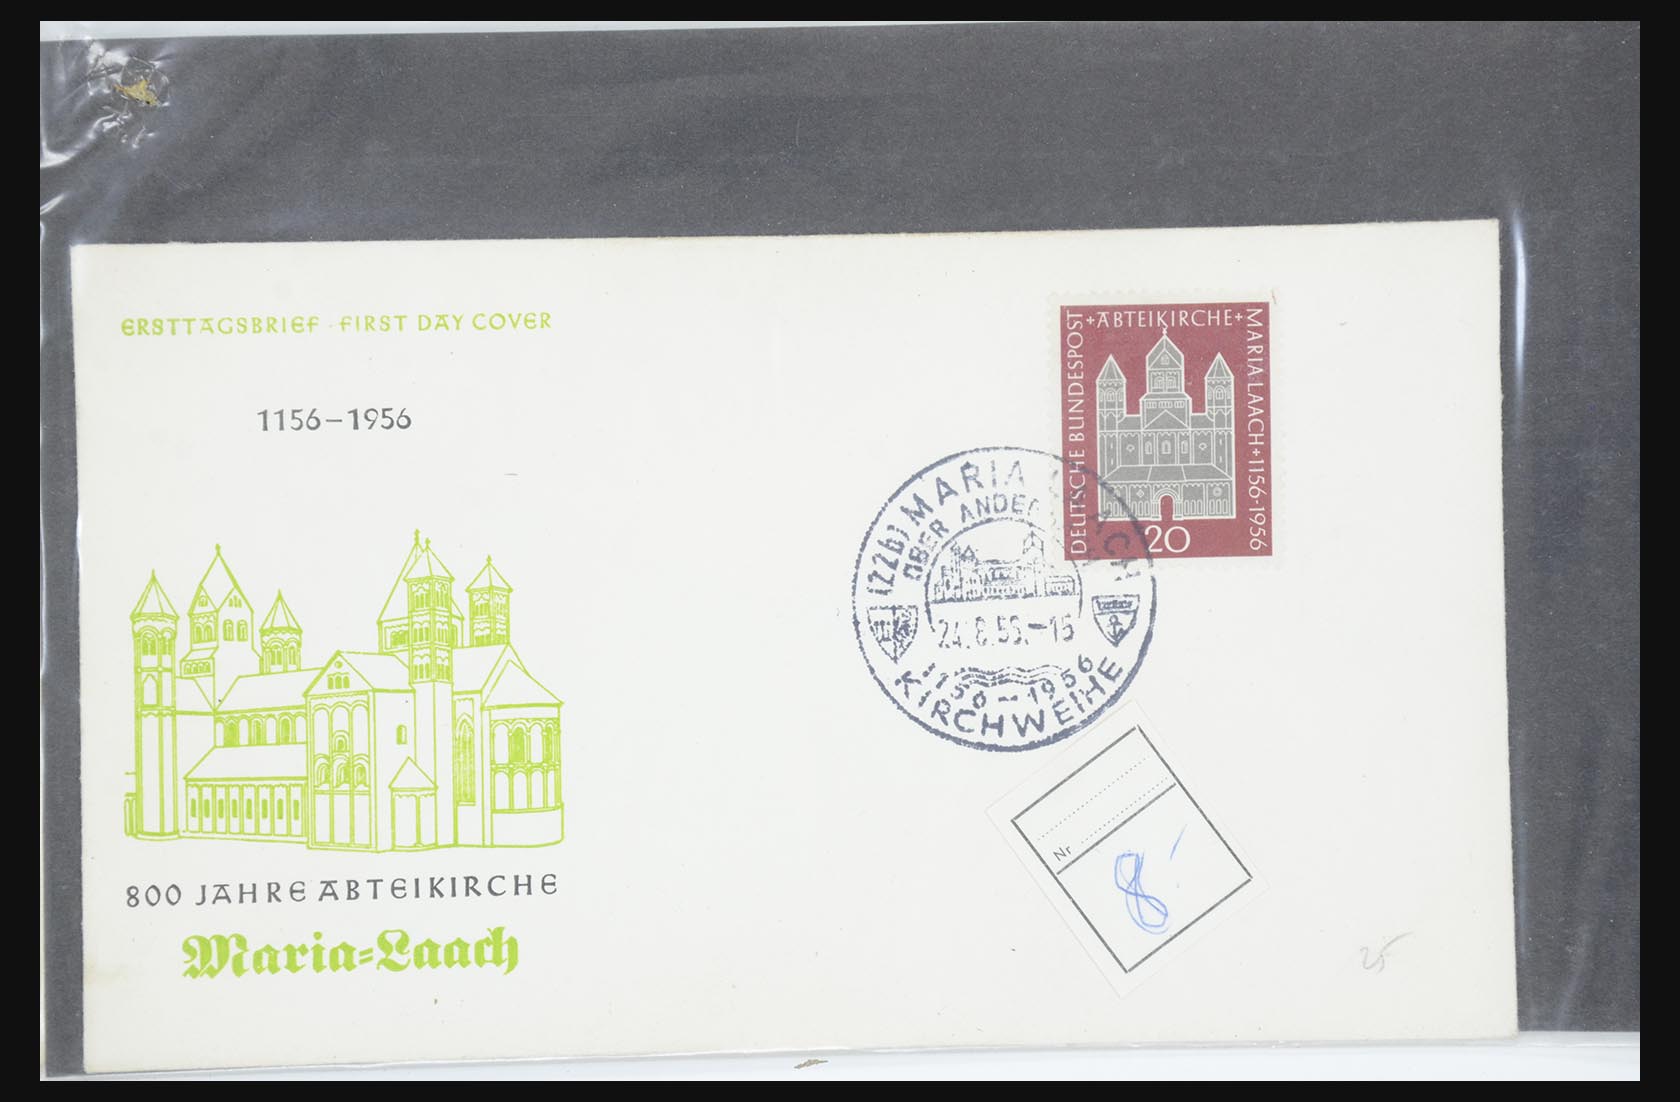 ERSTTAGSBRIEF · FIRST DAY COVER
1156–1956
DEUTSCHE BUNDESPOST
+ABTEIKIRCHE+
MARIA·LAACH+1156-1956
20
(22b) MARIA LAACH
ÜBER ANDER
24.8.56.–15
1156–1956
KIRCHWEIHE
800 JAHRE ABTEIKIRCHE
Maria=Laach
Nr
8.-
25